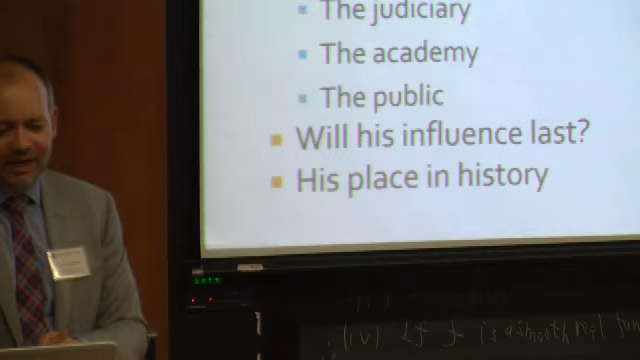 The judiciary
The academy
The public
Will his influence last?
His place in history
(iv) If f is a smooth real fun